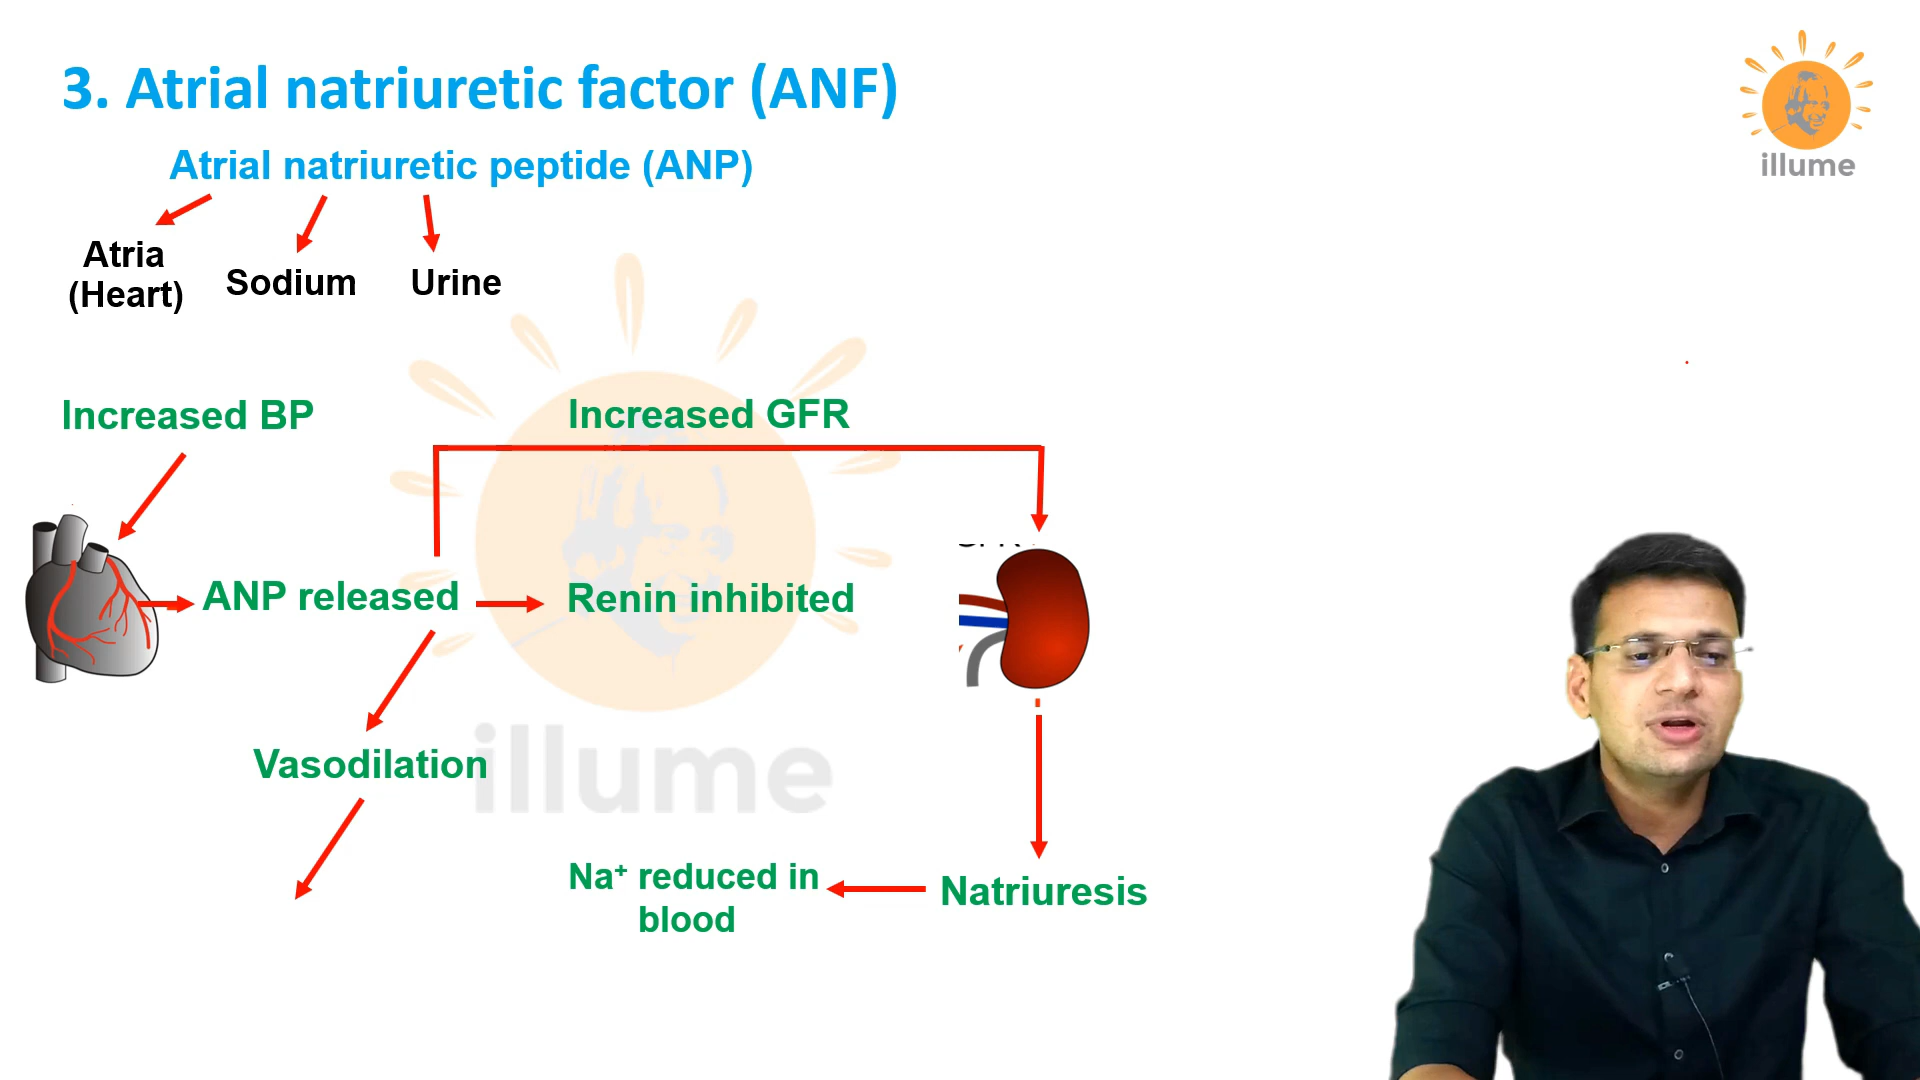 3. Atrial natriuretic factor (ANF)
illume
Atrial natriuretic peptide (ANP)
Atria
(Heart)
Sodium
Urine
Increased BP
Increased GFR
ANP released
Renin inhibited
Vasodilation
illume
Na⁺ reduced in
blood
Natriuresis